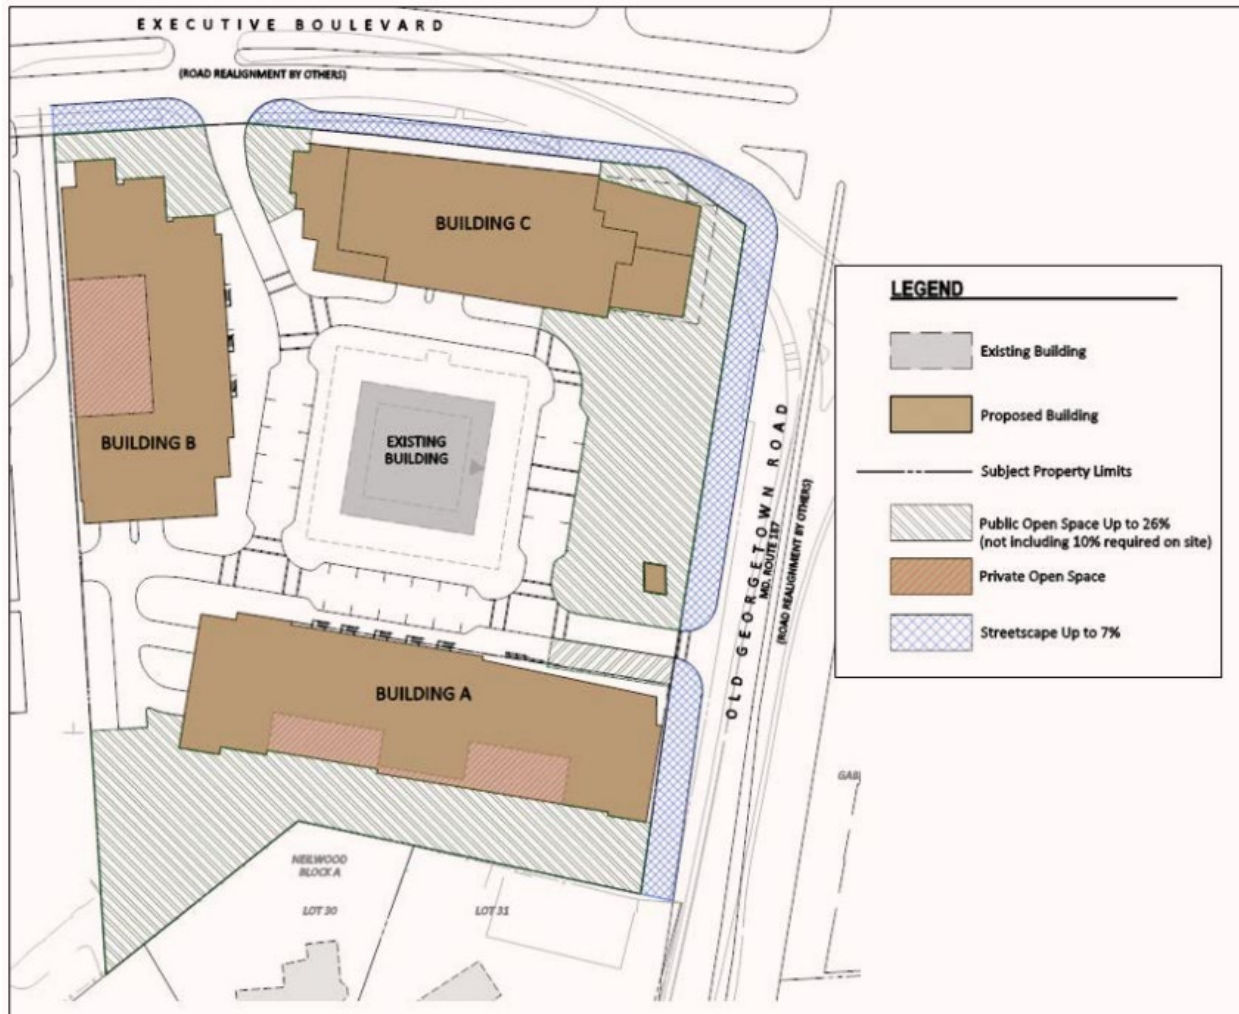 EXECUTIVE BOULEVARD
(ROAD REALIGNMENT BY OTHERS)
BUILDING C
LEGEND
Existing Building
Proposed Building
Subject Property Limits
Public Open Space Up to 26%
(not including 10% required on site)
Private Open Space
Streetscape Up to 7%
EXISTING
BUILDING
BUILDING B
OLD GEORGETOWN ROAD
MD. ROUTE 187
(ROAD REALIGNMENT BY OTHERS)
BUILDING A
GAB
NEILWOOD
BLOCK A
LOT 30
LOT 31